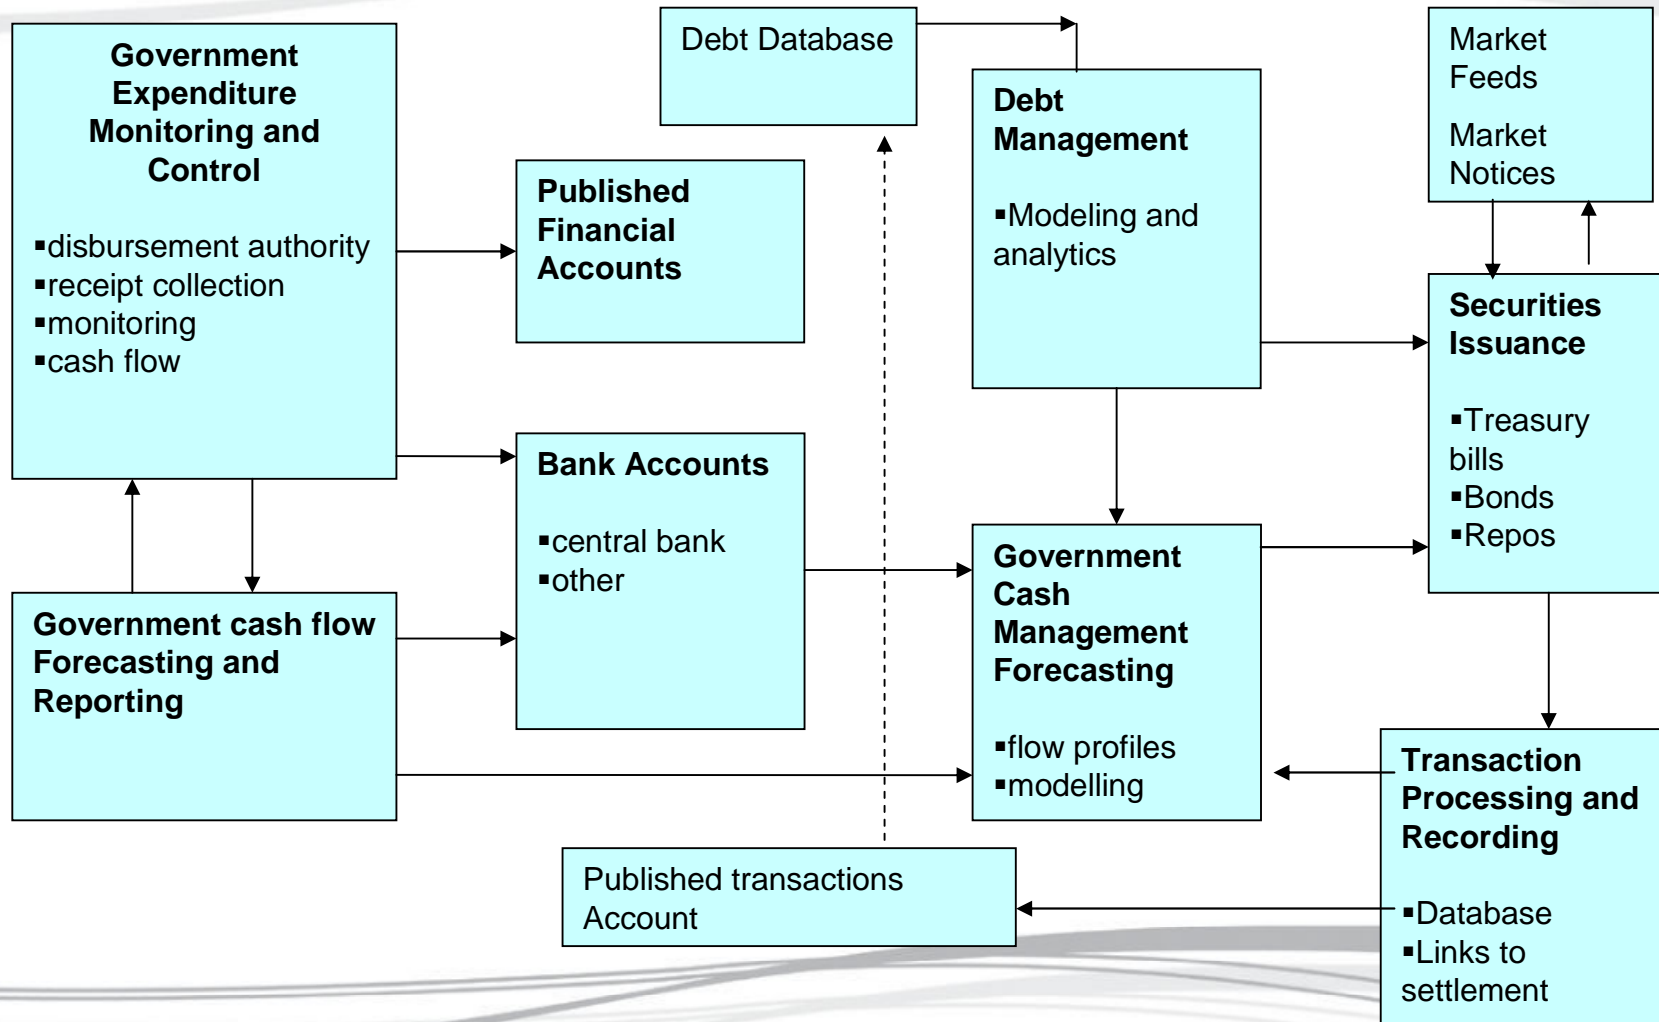 Government
Expenditure
Monitoring and
Control
▪disbursement authority
▪receipt collection
▪monitoring
▪cash flow
Debt Database
Debt
Management
▪Modeling and
analytics
Market
Feeds
Market
Notices
Published
Financial
Accounts
Securities
Issuance
▪Treasury
bills
▪Bonds
▪Repos
Bank Accounts
▪central bank
▪other
Government
Cash
Management
Forecasting
▪flow profiles
▪modelling
Government cash flow
Forecasting and
Reporting
Transaction
Processing and
Recording
▪Database
▪Links to
settlement
Published transactions
Account